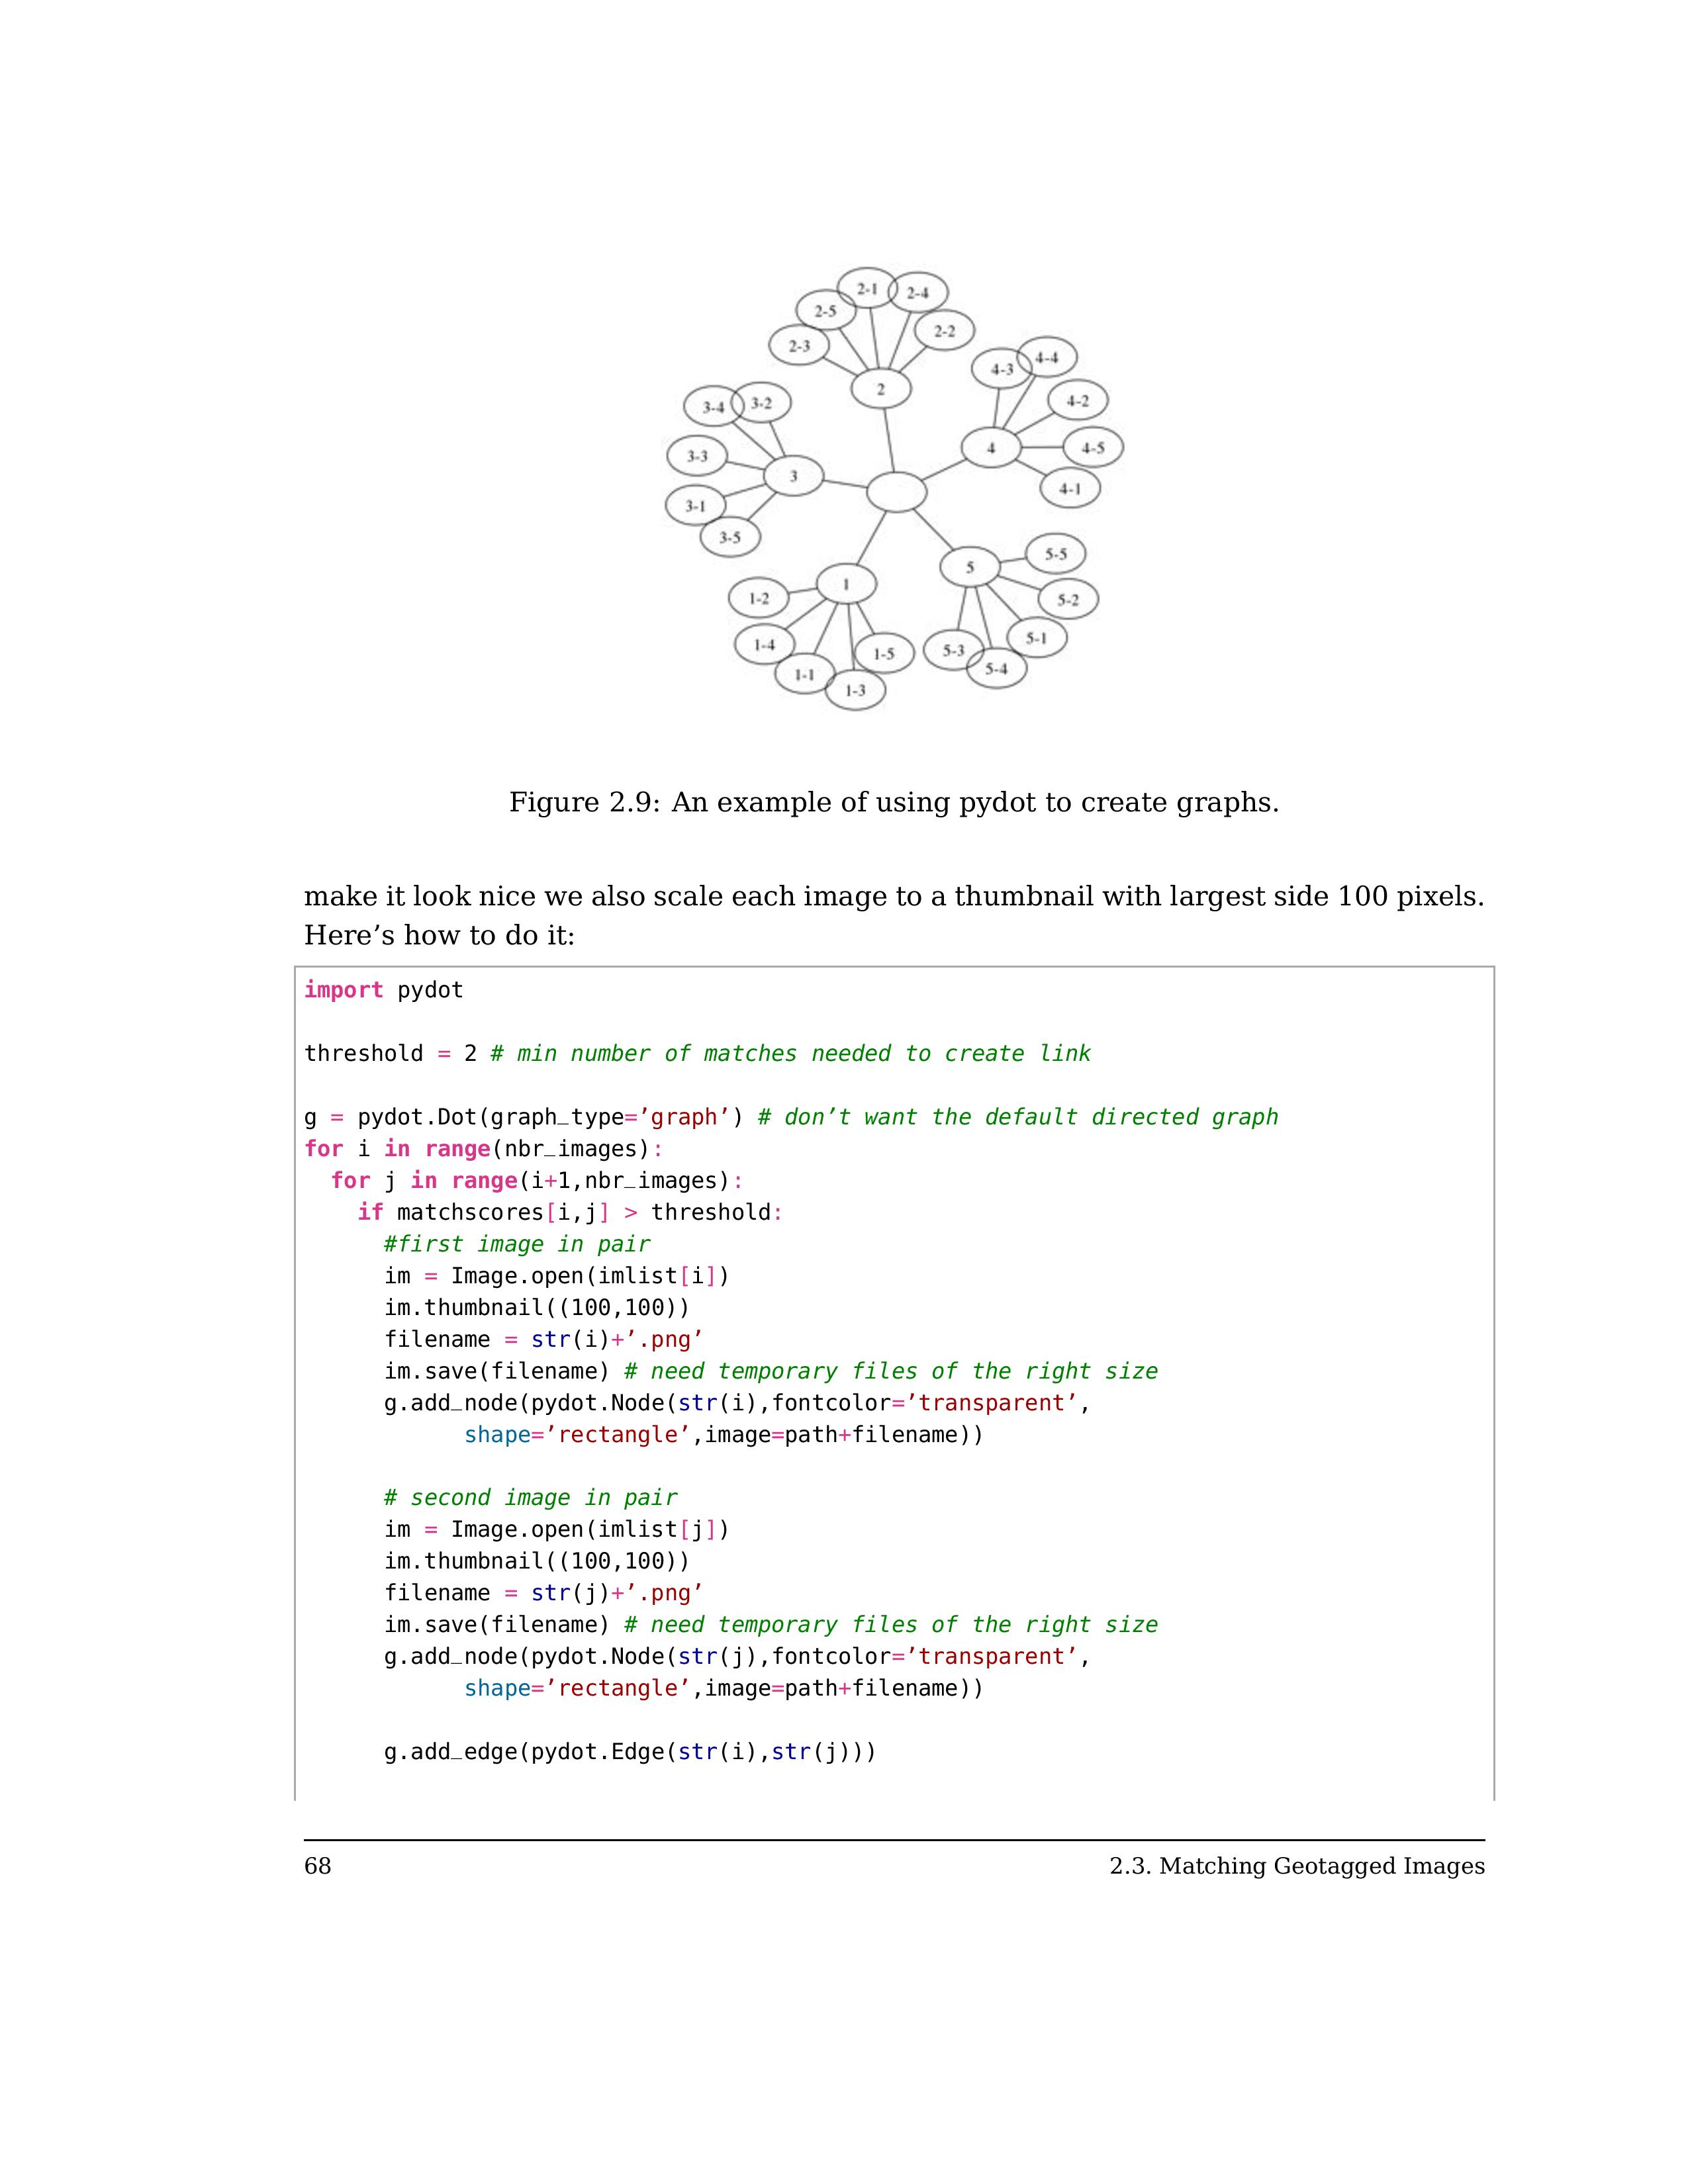 2-1
2-4
2-5
2-2
2-3
4-4
4-3
2
4-2
3-2
3-4
4
4-5
3-3
3
4-1
3-1
3-5
5-5
5
1
1-2
5-2
5-1
1-4
5-3
1-5
5-4
1-1
1-3
Figure 2.9: An example of using pydot to create graphs.
make it look nice we also scale each image to a thumbnail with largest side 100 pixels.
Here’s how to do it:
import pydot
threshold = 2 # min number of matches needed to create link
g = pydot.Dot(graph_type=’graph’) # don’t want the default directed graph
for i in range(nbr_images):
  for j in range(i+1,nbr_images):
    if matchscores[i,j] > threshold:
      #first image in pair
      im = Image.open(imlist[i])
      im.thumbnail((100,100))
      filename = str(i)+’.png’
      im.save(filename) # need temporary files of the right size
      g.add_node(pydot.Node(str(i),fontcolor=’transparent’,
            shape=’rectangle’,image=path+filename))
      # second image in pair
      im = Image.open(imlist[j])
      im.thumbnail((100,100))
      filename = str(j)+’.png’
      im.save(filename) # need temporary files of the right size
      g.add_node(pydot.Node(str(j),fontcolor=’transparent’,
            shape=’rectangle’,image=path+filename))
      g.add_edge(pydot.Edge(str(i),str(j)))
68 2.3. Matching Geotagged Images